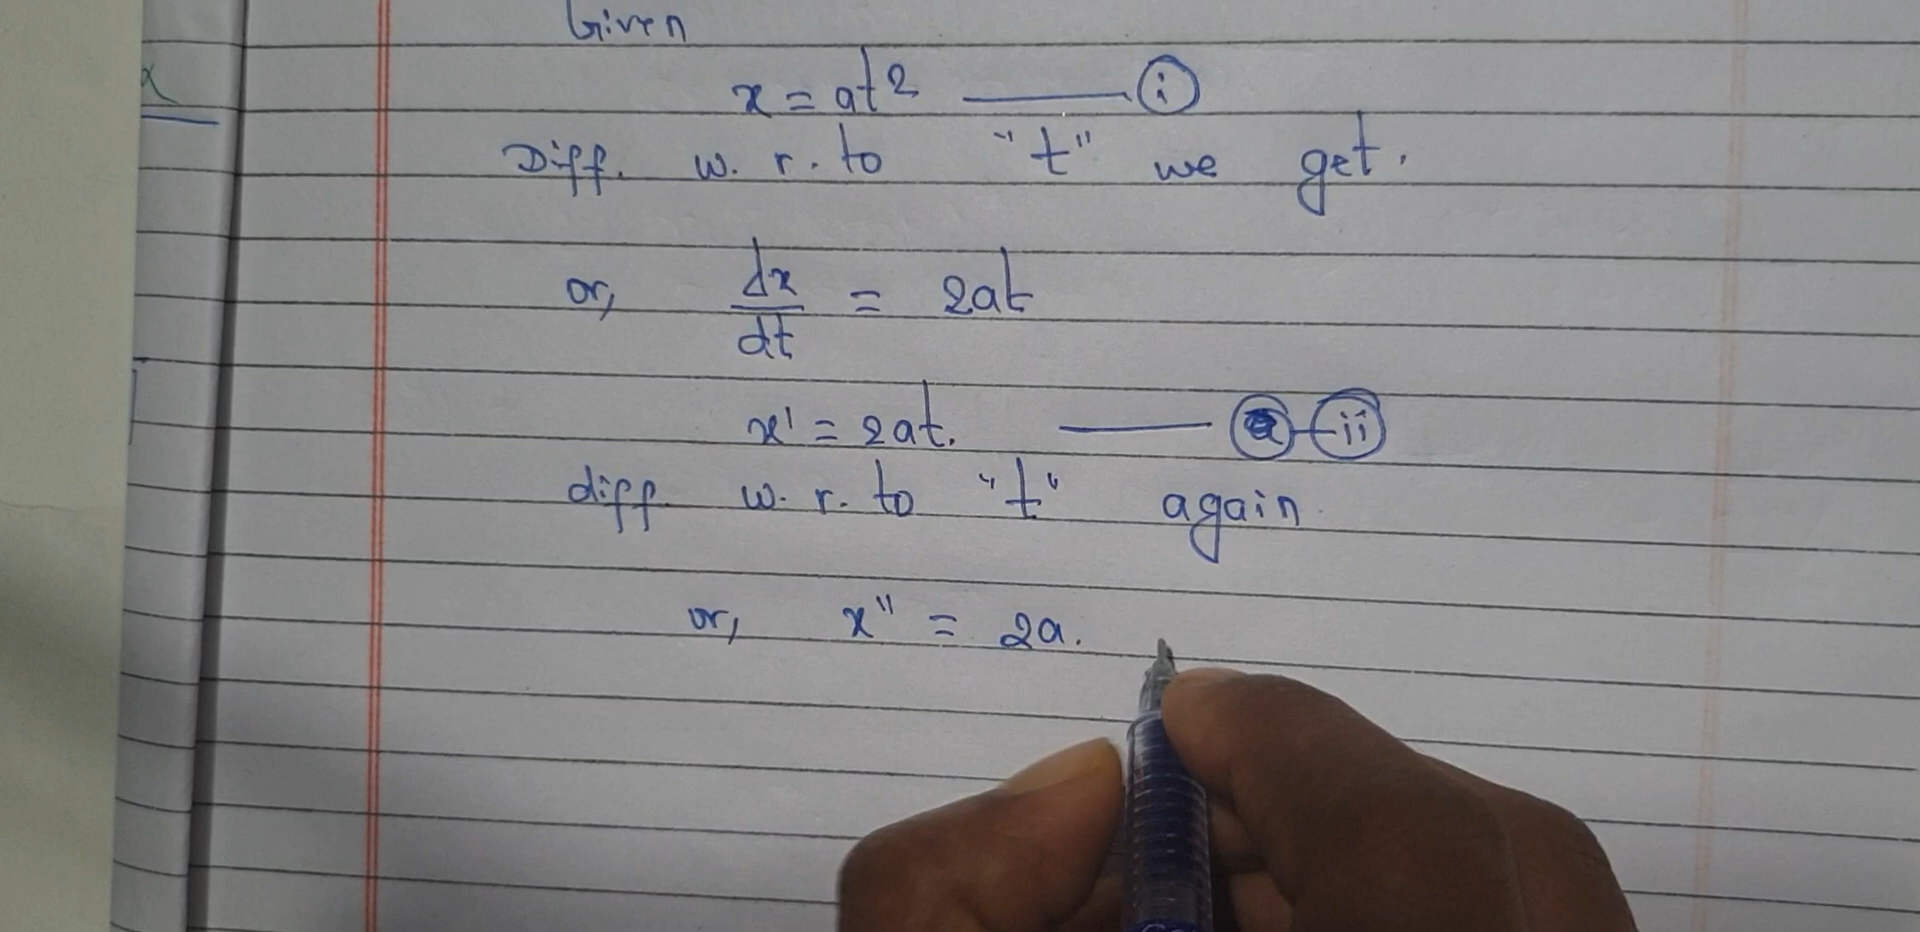 Given
x = at² —— (i)
Diff. w. r. to "t" we get.
or, dx/dt = 2at
x' = 2at. —— (ii)
diff w. r. to "t" again
or, x" = 2a.